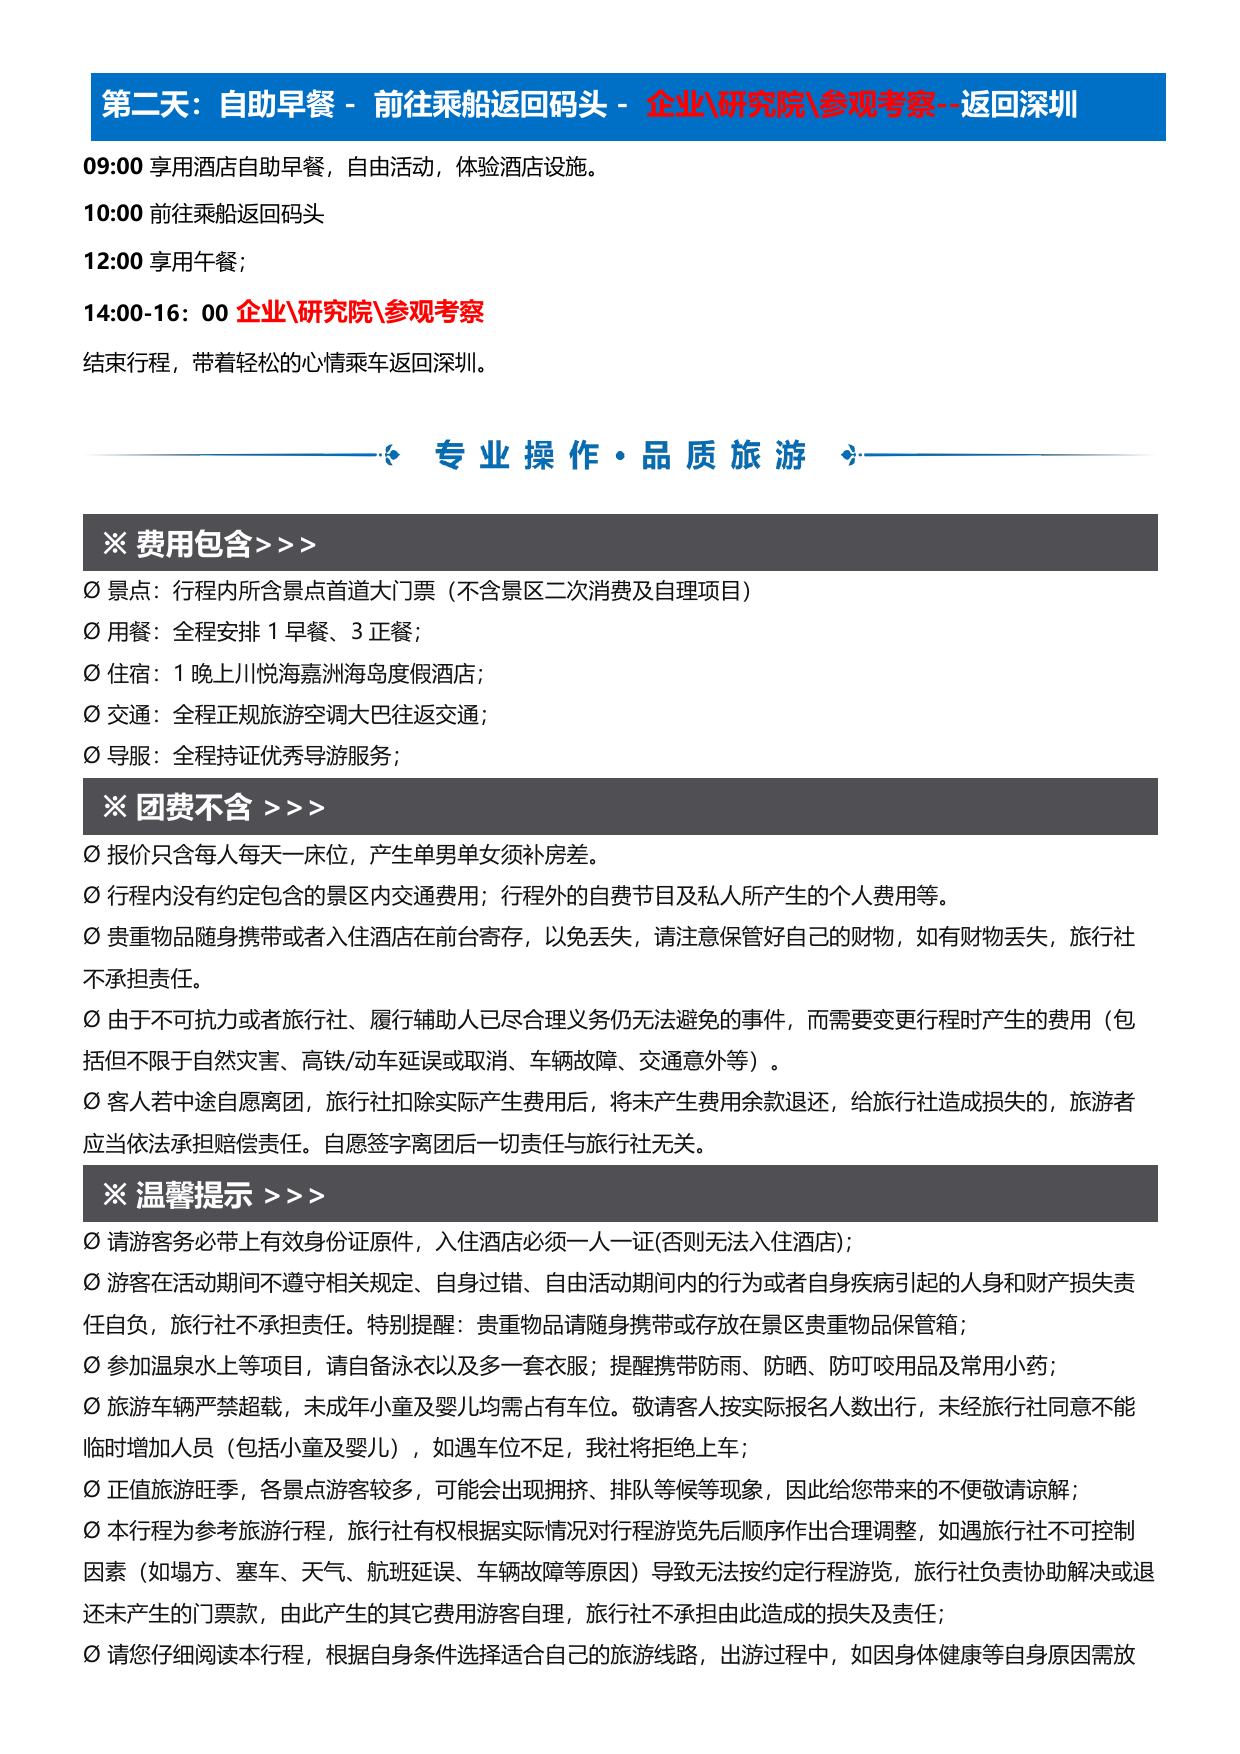 第二天：自助早餐 - 前往乘船返回码头 - 企业\研究院\参观考察--返回深圳
09:00 享用酒店自助早餐，自由活动，体验酒店设施。
10:00 前往乘船返回码头
12:00 享用午餐；
14:00-16：00 企业\研究院\参观考察
结束行程，带着轻松的心情乘车返回深圳。
专业操作·品质旅游
※ 费用包含>>>
Ø 景点：行程内所含景点首道大门票（不含景区二次消费及自理项目）
Ø 用餐：全程安排 1 早餐、3 正餐；
Ø 住宿：1 晚上川悦海嘉洲海岛度假酒店；
Ø 交通：全程正规旅游空调大巴往返交通；
Ø 导服：全程持证优秀导游服务；
※ 团费不含 >>>
Ø 报价只含每人每天一床位，产生单男单女须补房差。
Ø 行程内没有约定包含的景区内交通费用；行程外的自费节目及私人所产生的个人费用等。
Ø 贵重物品随身携带或者入住酒店在前台寄存，以免丢失，请注意保管好自己的财物，如有财物丢失，旅行社
不承担责任。
Ø 由于不可抗力或者旅行社、履行辅助人已尽合理义务仍无法避免的事件，而需要变更行程时产生的费用（包
括但不限于自然灾害、高铁/动车延误或取消、车辆故障、交通意外等）。
Ø 客人若中途自愿离团，旅行社扣除实际产生费用后，将未产生费用余款退还，给旅行社造成损失的，旅游者
应当依法承担赔偿责任。自愿签字离团后一切责任与旅行社无关。
※ 温馨提示 >>>
Ø 请游客务必带上有效身份证原件，入住酒店必须一人一证(否则无法入住酒店)；
Ø 游客在活动期间不遵守相关规定、自身过错、自由活动期间内的行为或者自身疾病引起的人身和财产损失责
任自负，旅行社不承担责任。特别提醒：贵重物品请随身携带或存放在景区贵重物品保管箱；
Ø 参加温泉水上等项目，请自备泳衣以及多一套衣服；提醒携带防雨、防晒、防叮咬用品及常用小药；
Ø 旅游车辆严禁超载，未成年小童及婴儿均需占有车位。敬请客人按实际报名人数出行，未经旅行社同意不能
临时增加人员（包括小童及婴儿），如遇车位不足，我社将拒绝上车；
Ø 正值旅游旺季，各景点游客较多，可能会出现拥挤、排队等候等现象，因此给您带来的不便敬请谅解；
Ø 本行程为参考旅游行程，旅行社有权根据实际情况对行程游览先后顺序作出合理调整，如遇旅行社不可控制
因素（如塌方、塞车、天气、航班延误、车辆故障等原因）导致无法按约定行程游览，旅行社负责协助解决或退
还未产生的门票款，由此产生的其它费用游客自理，旅行社不承担由此造成的损失及责任；
Ø 请您仔细阅读本行程，根据自身条件选择适合自己的旅游线路，出游过程中，如因身体健康等自身原因需放